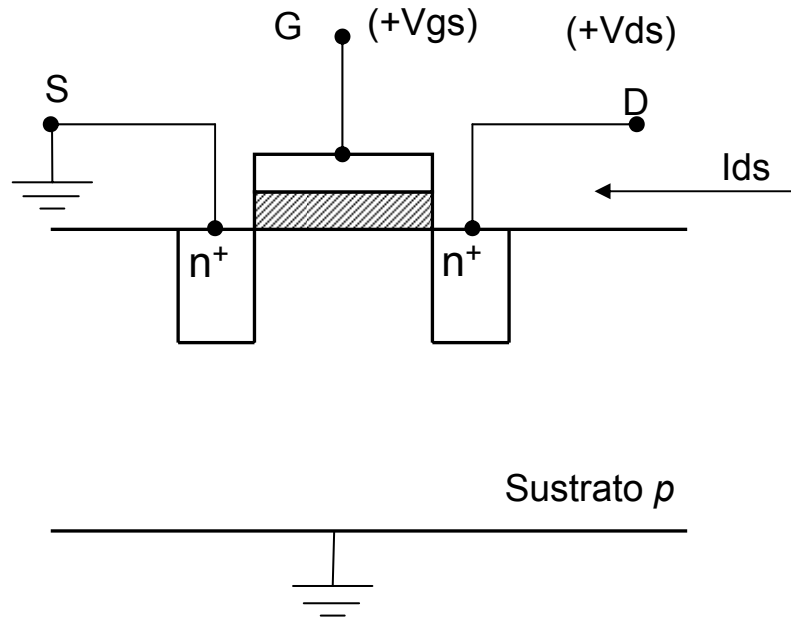 G (+Vgs) (+Vds)
S
D
Ids
n⁺ n⁺
Sustrato p